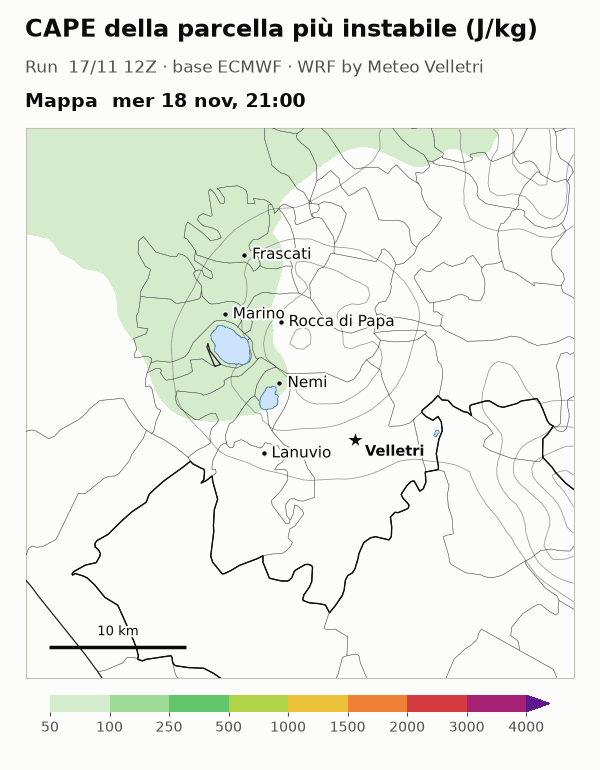 CAPE della parcella più instabile (J/kg)
Run  17/11 12Z · base ECMWF · WRF by Meteo Velletri
Mappa  mer 18 nov, 21:00
Frascati
Marino
Rocca di Papa
Nemi
Velletri
Lanuvio
10 km
50 100 250 500 1000 1500 2000 3000 4000